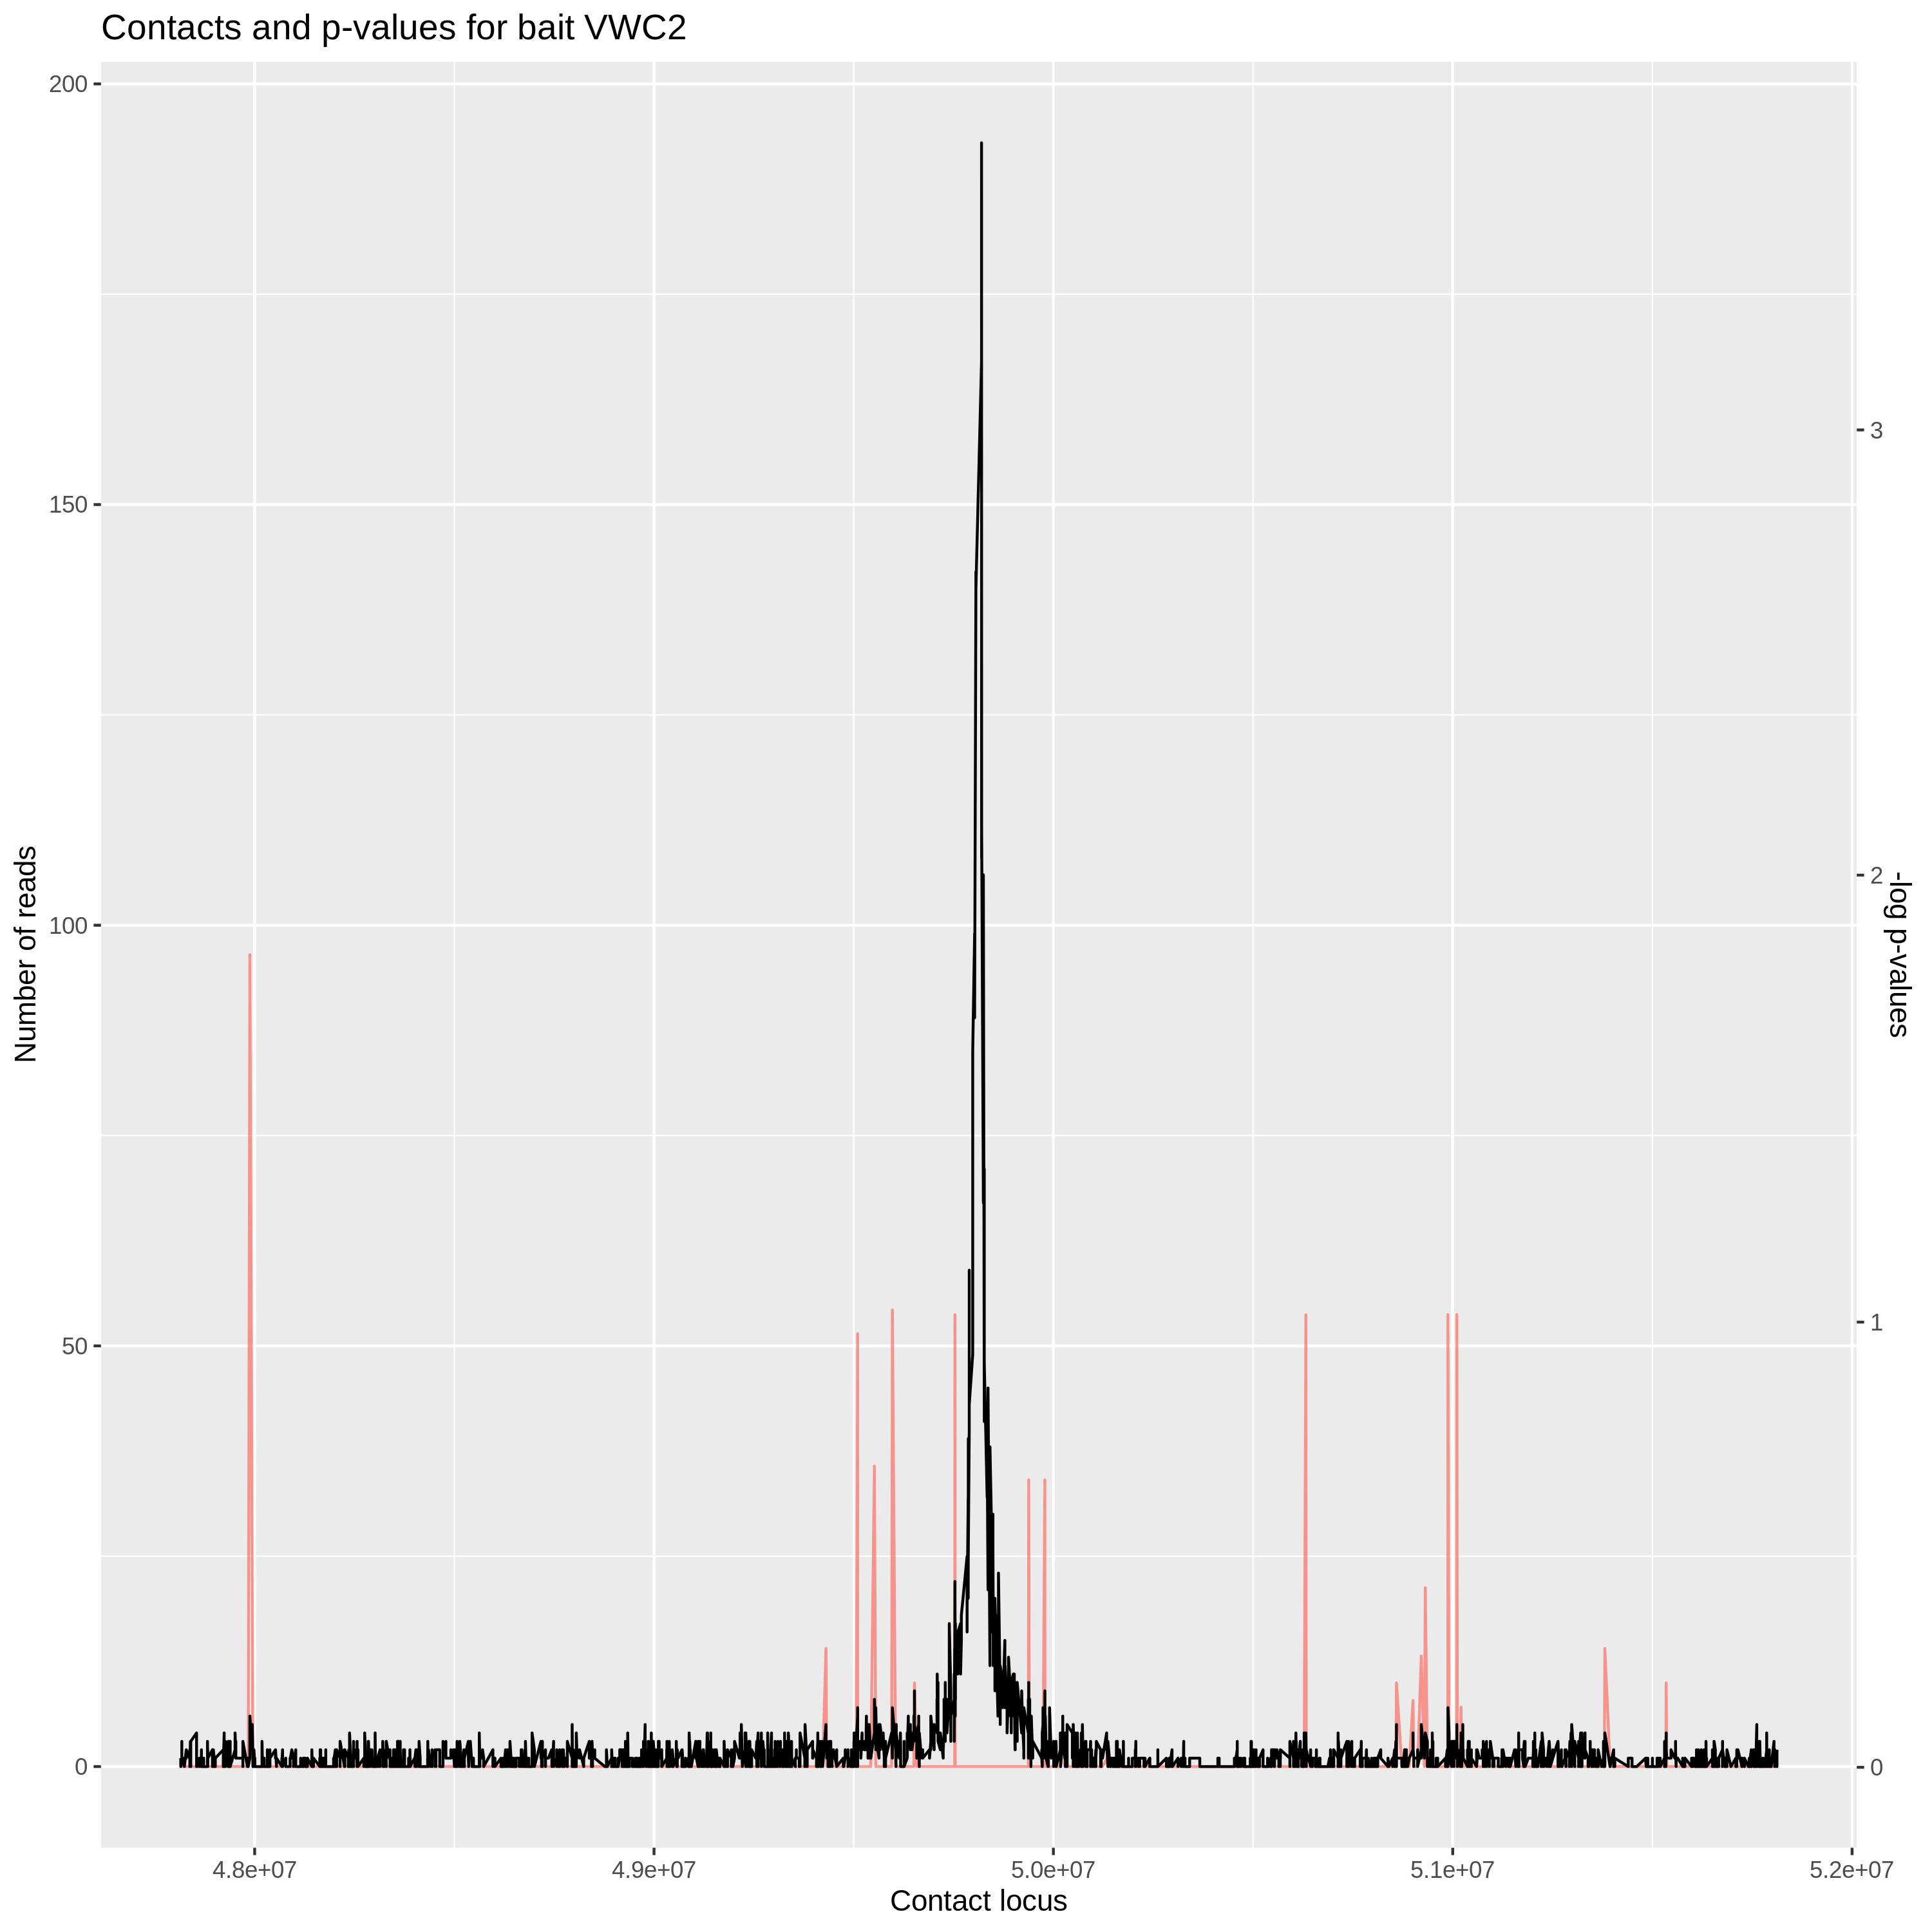 Contacts and p-values for bait VWC2
200
150
100
50
0
Number of reads
3
2
1
0
-log p-values
4.8e+07
4.9e+07
5.0e+07
5.1e+07
5.2e+07
Contact locus